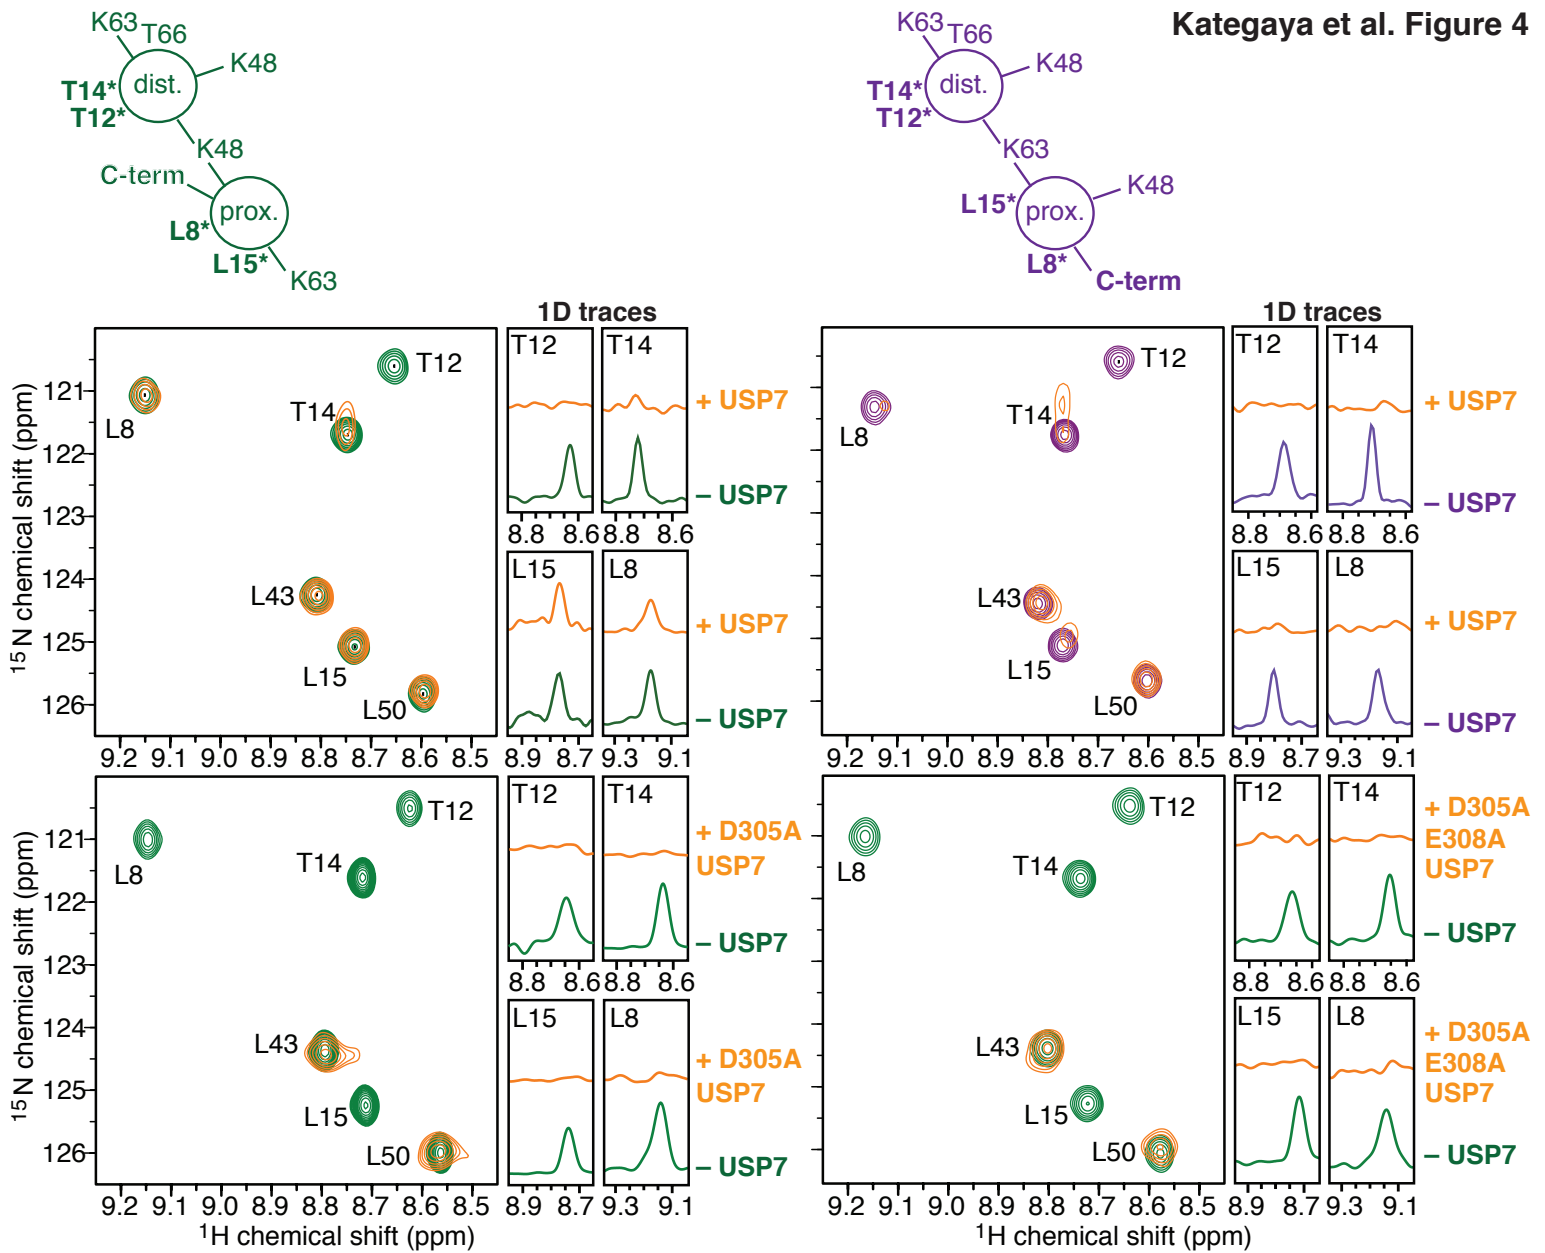 Kategaya et al. Figure 4
K63 T66
K48
dist.
T14*
T12*
K48
C-term
prox.
L8*
L15*
K63
K63 T66
K48
dist.
T14*
T12*
K63
K48
L15*
prox.
L8*
C-term
1D traces
15N chemical shift (ppm)
121
122
123
124
125
126
T12
L8
T14
L43
L15
L50
9.2 9.1 9.0 8.9 8.8 8.7 8.6 8.5
T12 T14
+ USP7
– USP7
8.8 8.6 8.8 8.6
L15 L8
+ USP7
– USP7
8.9 8.7 9.3 9.1
1D traces
T12
L8
T14
L43
L15
L50
9.2 9.1 9.0 8.9 8.8 8.7 8.6 8.5
T12 T14
+ USP7
– USP7
8.8 8.6 8.8 8.6
L15 L8
+ USP7
– USP7
8.9 8.7 9.3 9.1
15N chemical shift (ppm)
121
122
123
124
125
126
T12
L8
T14
L43
L15
L50
9.2 9.1 9.0 8.9 8.8 8.7 8.6 8.5
1H chemical shift (ppm)
T12 T14
+ D305A
USP7
– USP7
8.8 8.6 8.8 8.6
L15 L8
+ D305A
USP7
– USP7
8.9 8.7 9.3 9.1
T12
L8
T14
L43
L15
L50
9.2 9.1 9.0 8.9 8.8 8.7 8.6 8.5
1H chemical shift (ppm)
T12 T14
+ D305A
E308A
USP7
– USP7
8.8 8.6 8.8 8.6
L15 L8
+ D305A
E308A
USP7
– USP7
8.9 8.7 9.3 9.1